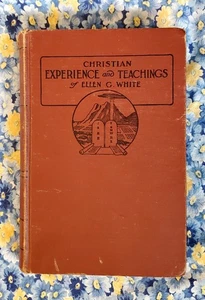 CHRISTIAN
EXPERIENCE and TEACHINGS
of ELLEN G. WHITE